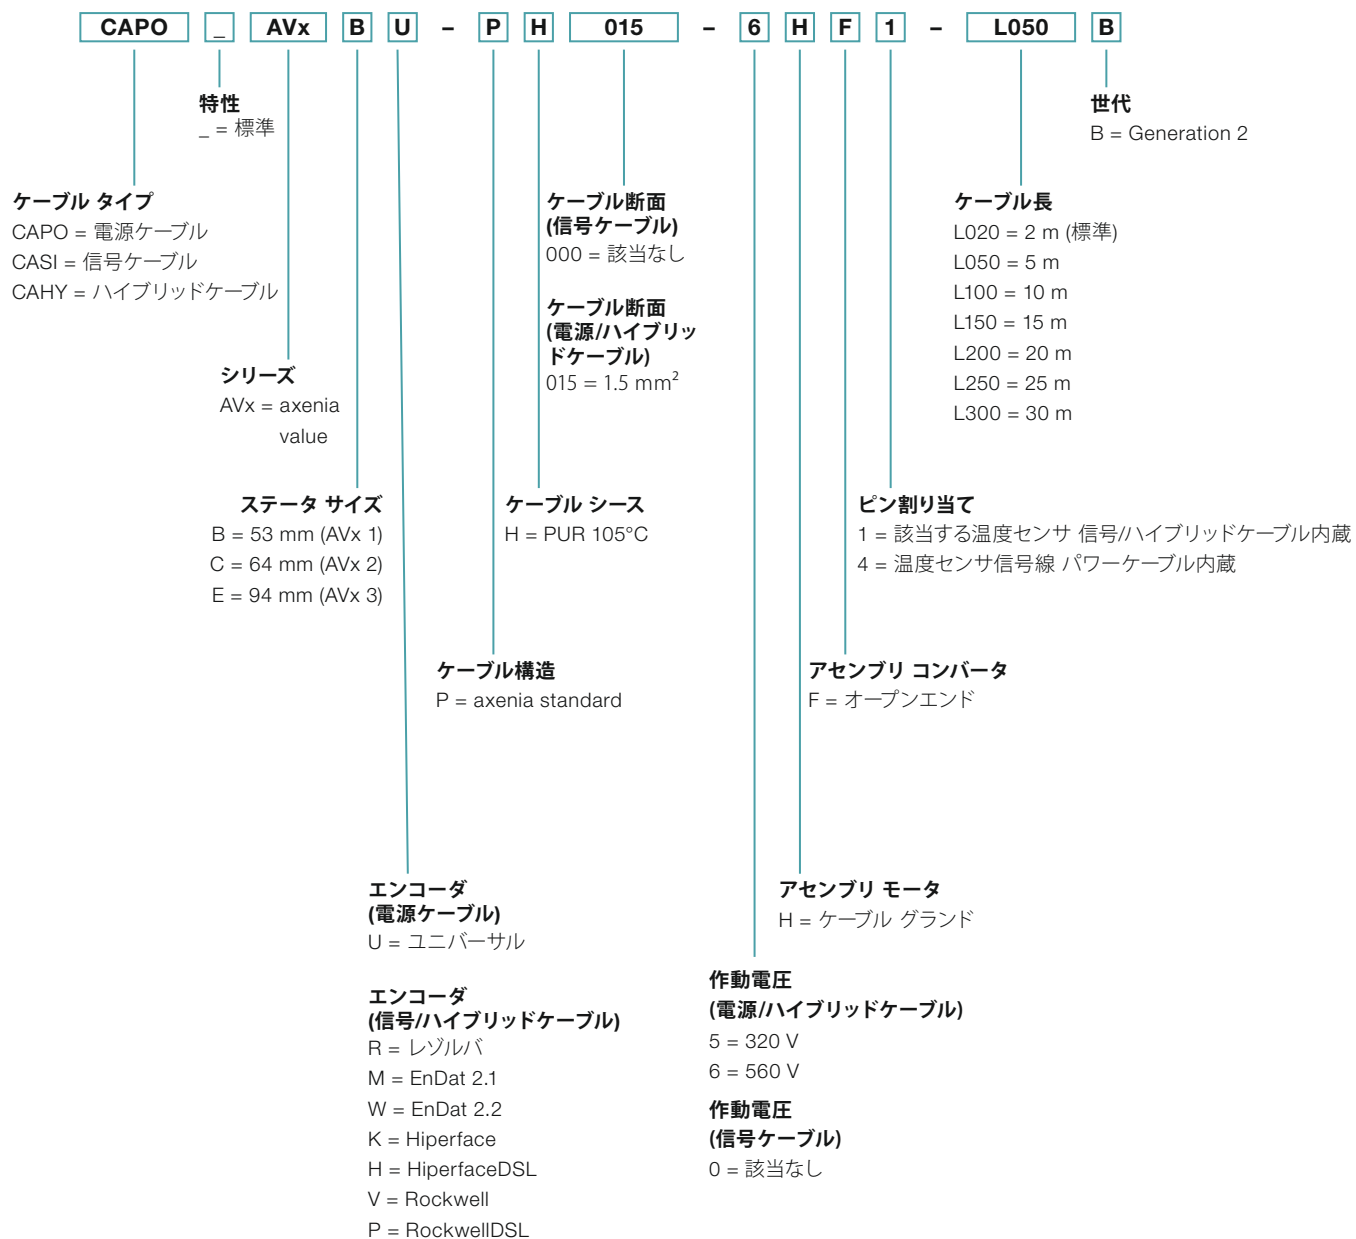 CAPO _ AVx B U – P H 015 – 6 H F 1 – L050 B
特性
_ = 標準
世代
B = Generation 2
ケーブル タイプ
CAPO = 電源ケーブル
CASI = 信号ケーブル
CAHY = ハイブリッドケーブル
ケーブル断面
(信号ケーブル)
000 = 該当なし
ケーブル断面
(電源/ハイブリッ
ドケーブル)
015 = 1.5 mm²
ケーブル長
L020 = 2 m (標準)
L050 = 5 m
L100 = 10 m
L150 = 15 m
L200 = 20 m
L250 = 25 m
L300 = 30 m
シリーズ
AVx = axenia
value
ステータ サイズ
B = 53 mm (AVx 1)
C = 64 mm (AVx 2)
E = 94 mm (AVx 3)
ケーブル シース
H = PUR 105°C
ピン割り当て
1 = 該当する温度センサ 信号/ハイブリッドケーブル内蔵
4 = 温度センサ信号線 パワーケーブル内蔵
ケーブル構造
P = axenia standard
アセンブリ コンバータ
F = オープンエンド
エンコーダ
(電源ケーブル)
U = ユニバーサル
エンコーダ
(信号/ハイブリッドケーブル)
R = レゾルバ
M = EnDat 2.1
W = EnDat 2.2
K = Hiperface
H = HiperfaceDSL
V = Rockwell
P = RockwellDSL
アセンブリ モータ
H = ケーブル グランド
作動電圧
(電源/ハイブリッドケーブル)
5 = 320 V
6 = 560 V
作動電圧
(信号ケーブル)
0 = 該当なし